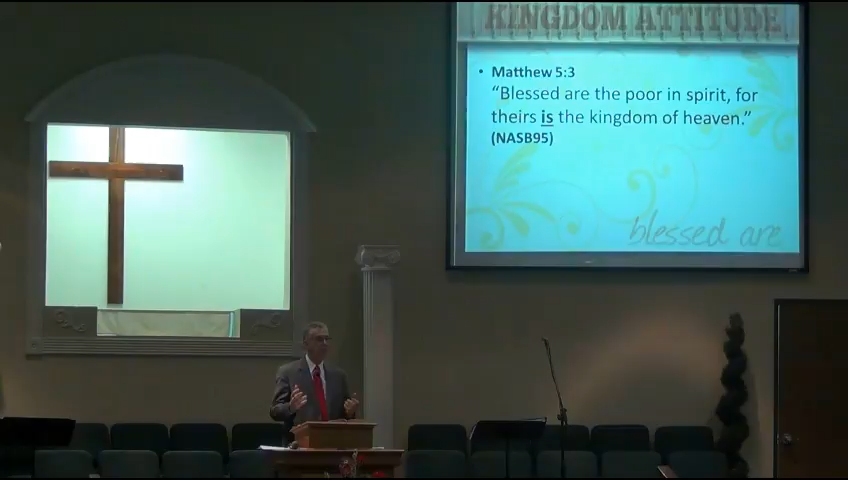 KINGDOM ATTITUDE
• Matthew 5:3
“Blessed are the poor in spirit, for
theirs is the kingdom of heaven.”
(NASB95)
blessed are